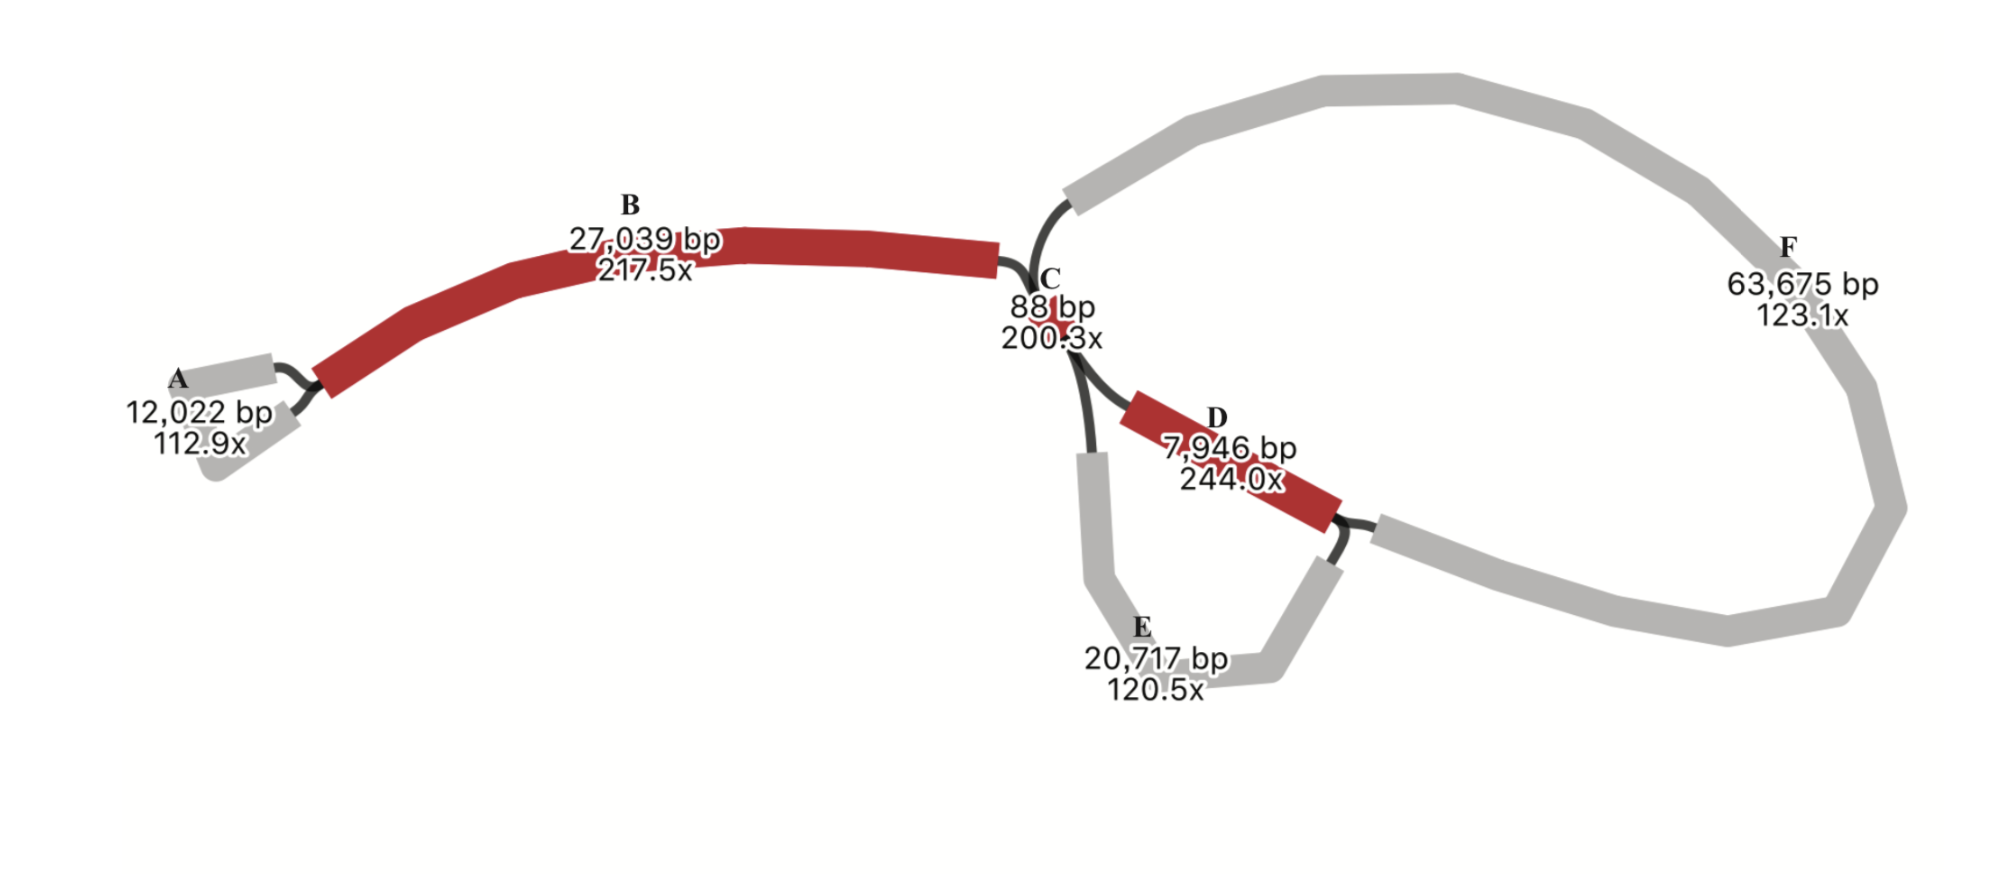 B
27,039 bp
217.5x
F
63,675 bp
123.1x
C
88 bp
200.3x
A
12,022 bp
112.9x
D
7,946 bp
244.0x
E
20,717 bp
120.5x